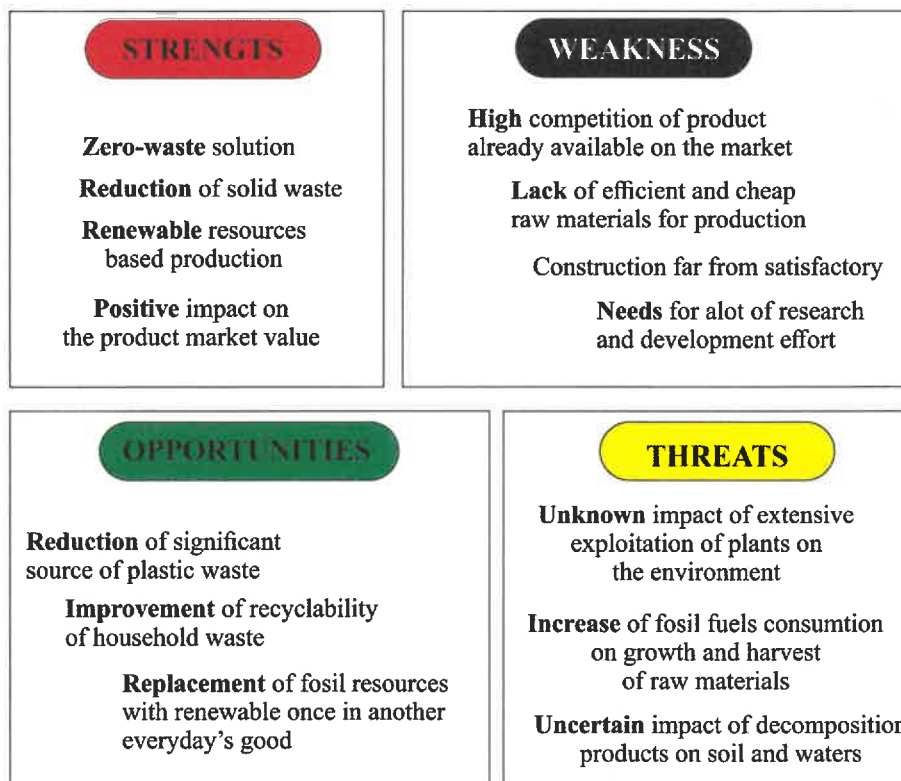 STRENGTS
Zero-waste solution
Reduction of solid waste
Renewable resources
based production
Positive impact on
the product market value
WEAKNESS
High competition of product
already available on the market
Lack of efficient and cheap
raw materials for production
Construction far from satisfactory
Needs for alot of research
and development effort
OPPORTUNITIES
Reduction of significant
source of plastic waste
Improvement of recyclability
of household waste
Replacement of fosil resources
with renewable once in another
everyday's good
THREATS
Unknown impact of extensive
exploitation of plants on
the environment
Increase of fosil fuels consumtion
on growth and harvest
of raw materials
Uncertain impact of decomposition
products on soil and waters